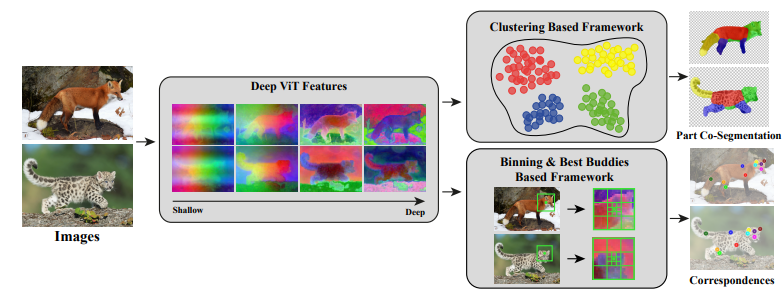 Images
Deep ViT Features
Shallow
Deep
Clustering Based Framework
Part Co-Segmentation
Binning & Best Buddies
Based Framework
Correspondences